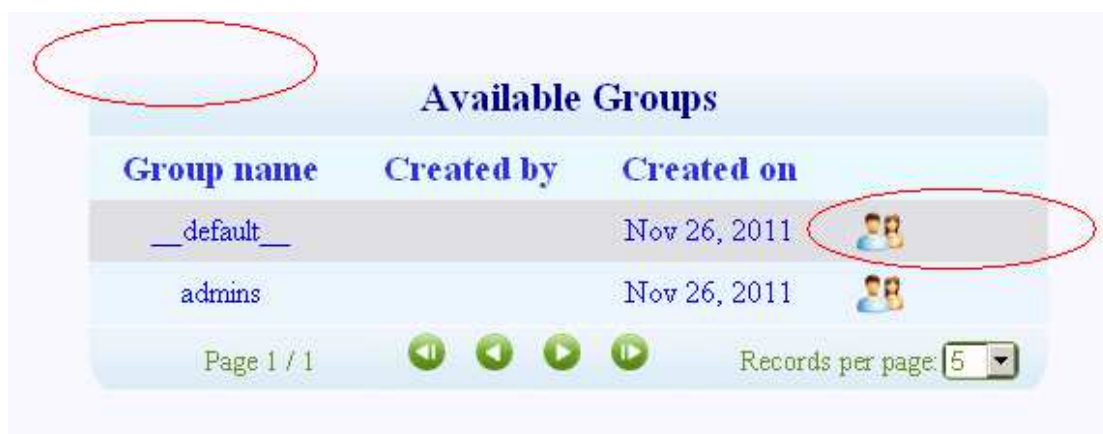 Available Groups
Group name Created by Created on
__default__ Nov 26, 2011
admins Nov 26, 2011
Page 1 / 1 Records per page: 5